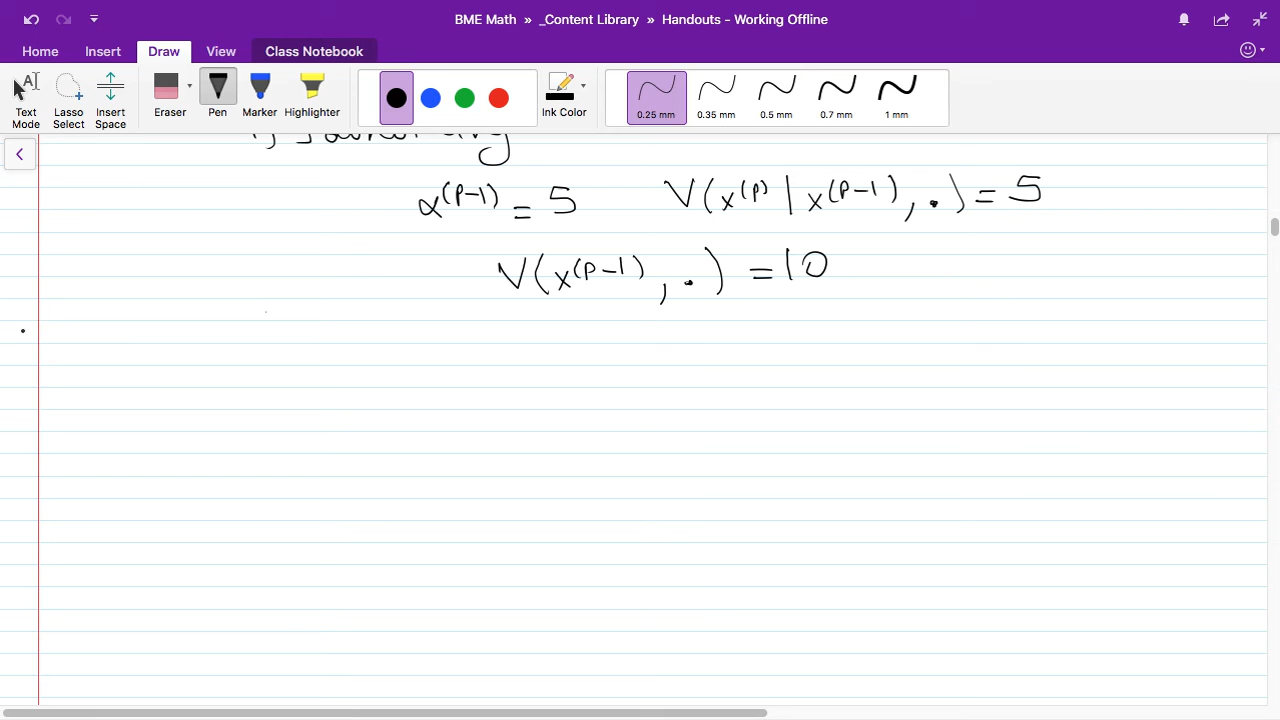 BME Math » _Content Library » Handouts - Working Offline
Home Insert Draw View Class Notebook
Text Mode Lasso Select Insert Space Eraser Pen Marker Highlighter Ink Color 0.25 mm 0.35 mm 0.5 mm 0.7 mm 1 mm
α^(p-1) = 5 V(x^(p) | x^(p-1), •) = 5
V(x^(p-1), •) = 10